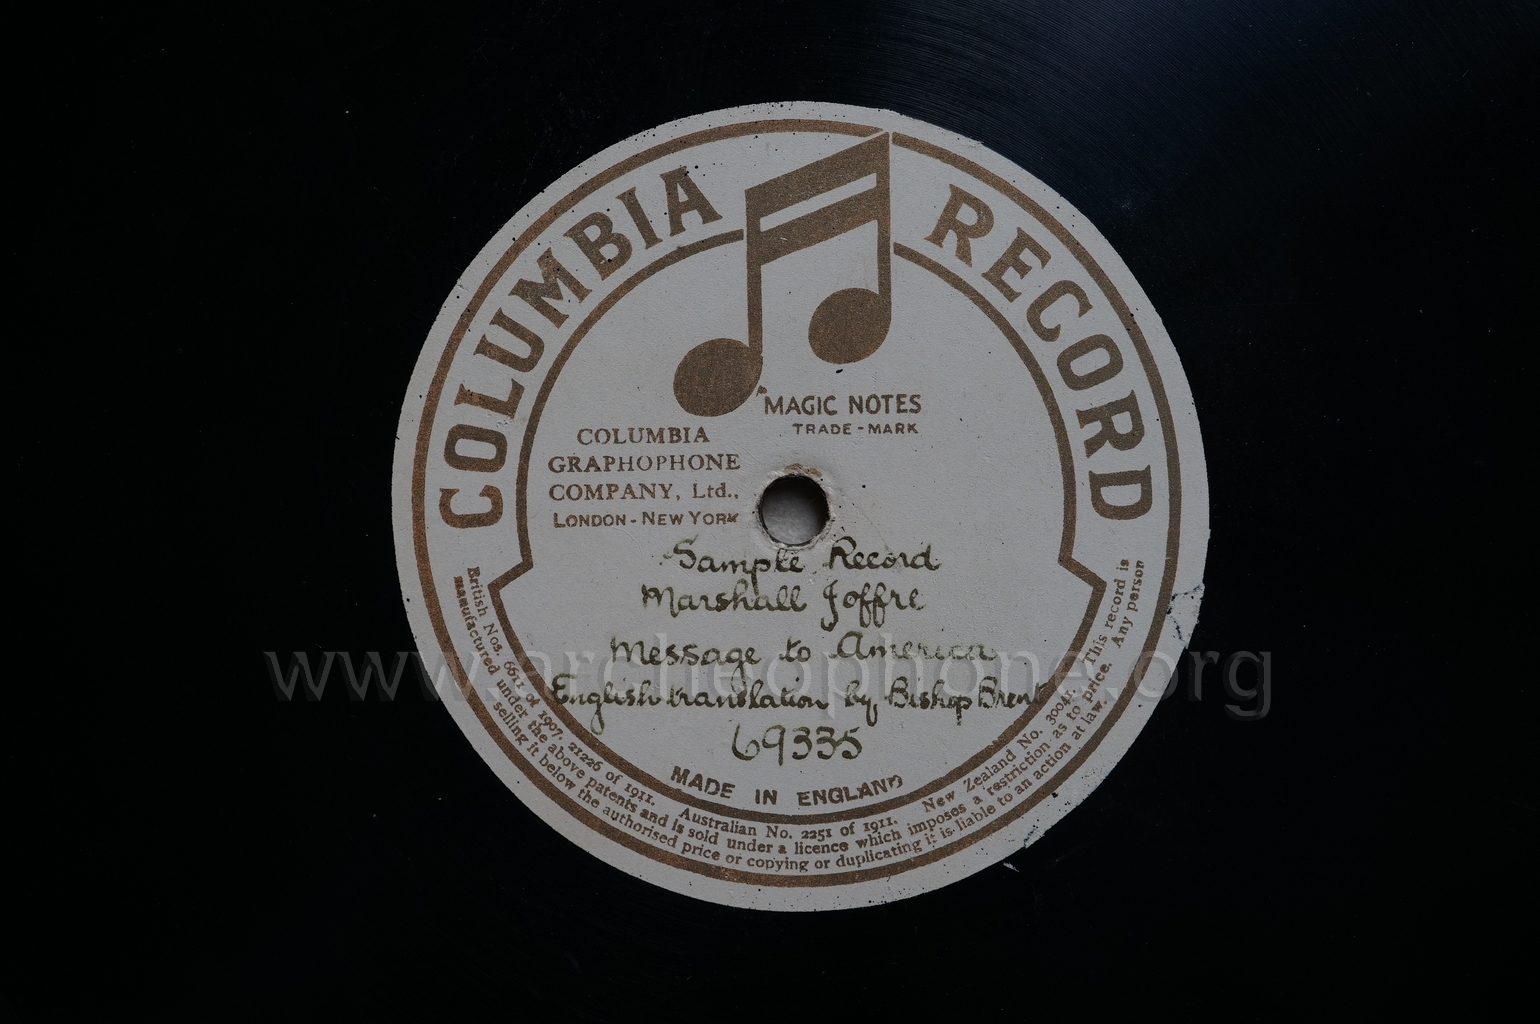 COLUMBIA RECORD
MAGIC NOTES
TRADE-MARK
COLUMBIA
GRAPHOPHONE
COMPANY, Ltd.,
LONDON-NEW YORK
Sample Record
Marshall Joffre
Message to America
English translation by Bishop Brent
69335
MADE IN ENGLAND
British Nos. 6611 of 1907, 21226 of 1911. Australian No. 2251 of 1911. New Zealand No. 30041. This record is
manufactured under the above patents and is sold under a licence which imposes a restriction as to price. Any person
selling it below the authorised price or copying or duplicating it is liable to an action at law.
www.archeophone.org